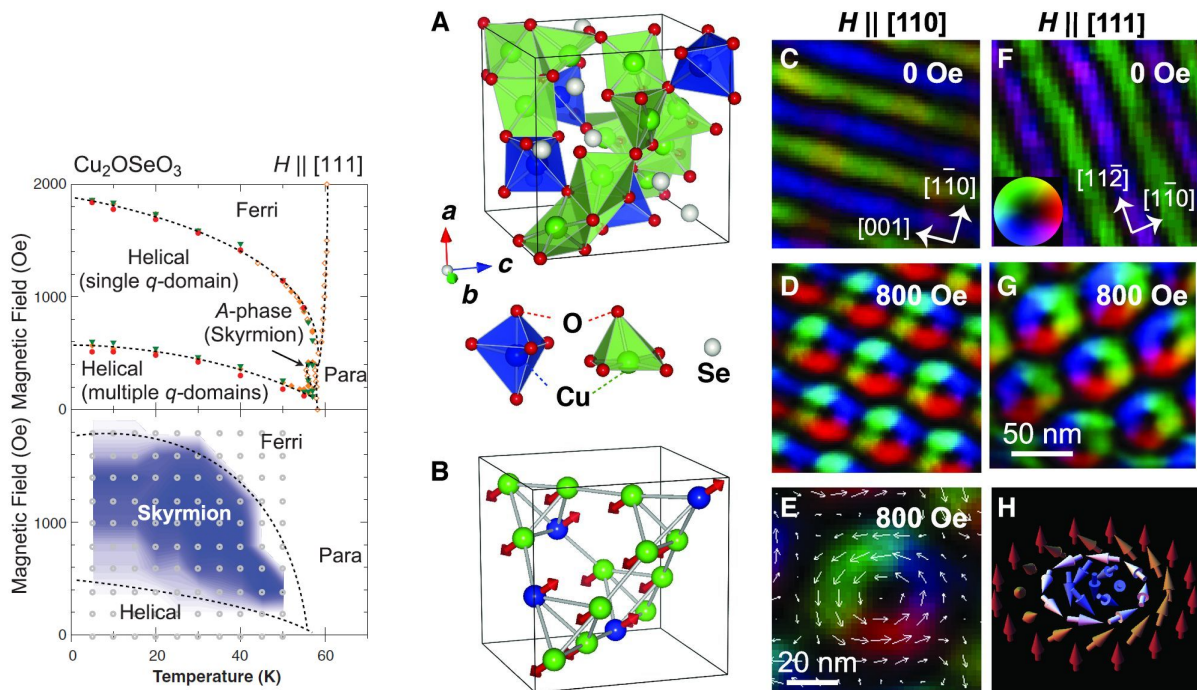 Cu₂OSeO₃
H || [111]
Magnetic Field (Oe)
2000
1000
0
Ferri
Helical
(single q-domain)
A-phase
(Skyrmion)
Helical
(multiple q-domains)
Para
Magnetic Field (Oe)
1000
0
Ferri
Skyrmion
Para
Helical
0
20
40
60
Temperature (K)
A
a
b
c
O
Cu
Se
B
H || [110]
C
0 Oe
[11̅0]
[001]
D
800 Oe
E
800 Oe
20 nm
H || [111]
F
0 Oe
[112̅]
[11̅0]
G
800 Oe
50 nm
H